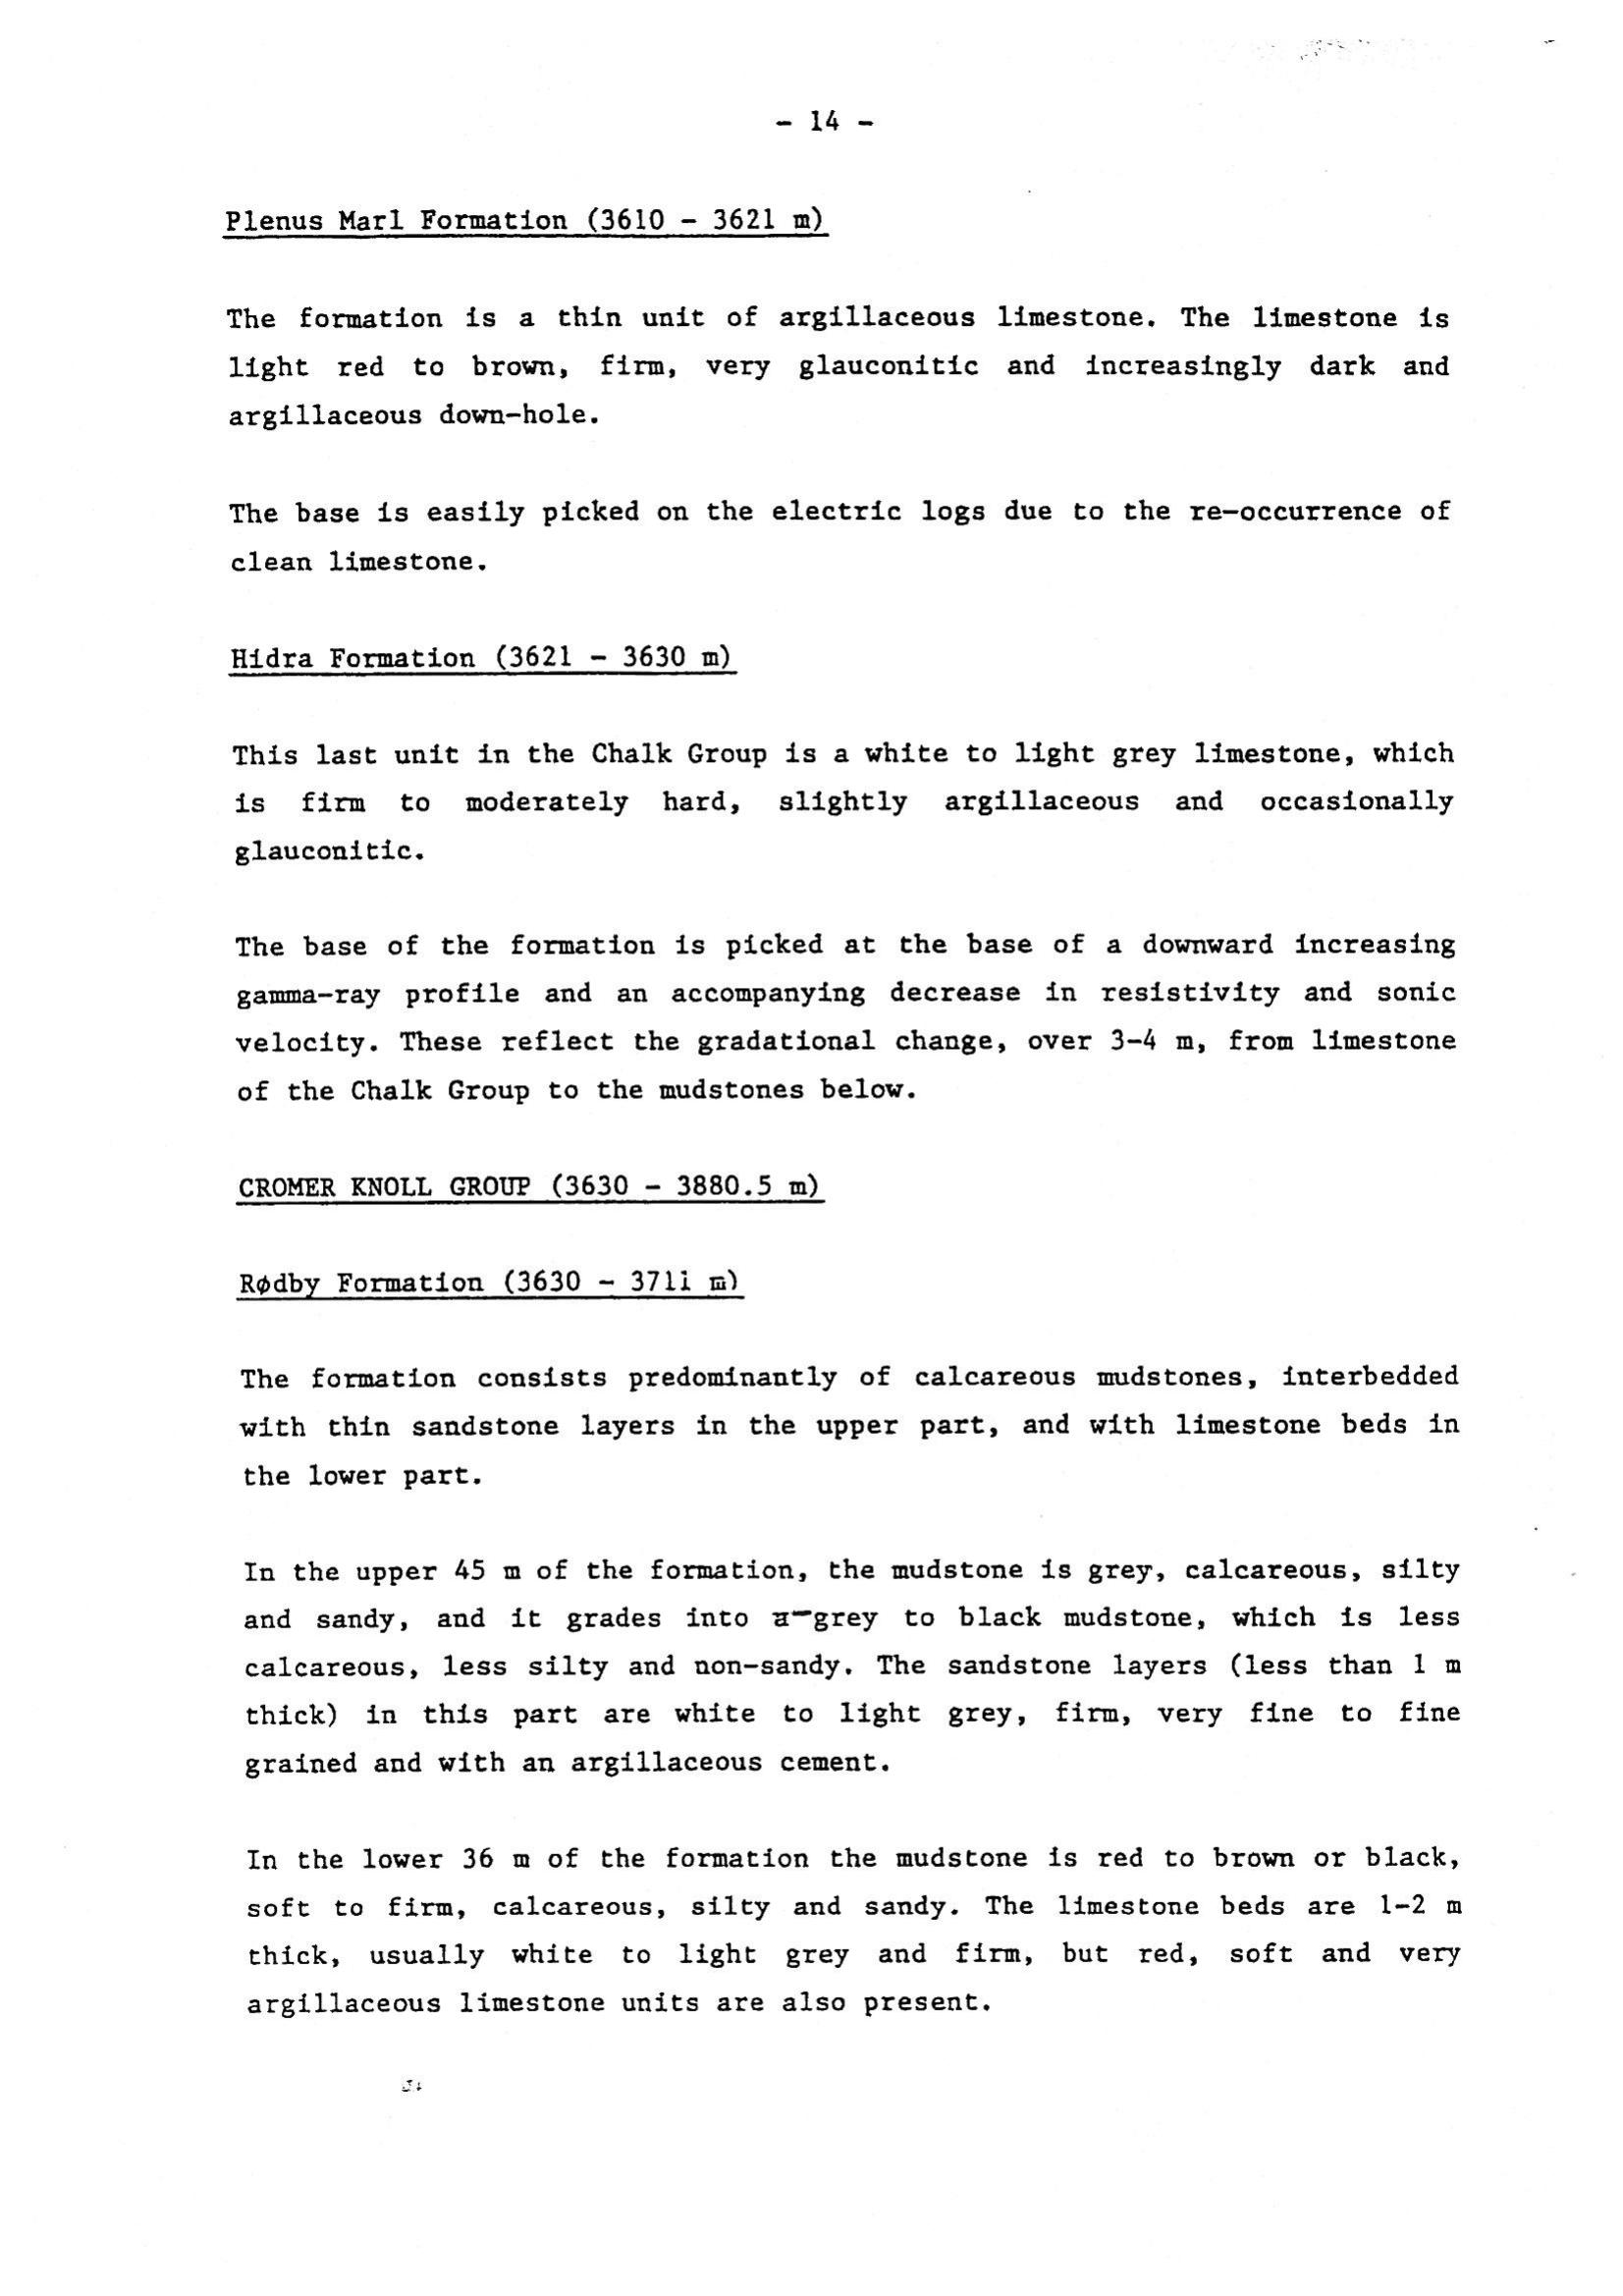 - 14 -
Plenus Marl Formation (3610 - 3621 m)
The formation is a thin unit of argillaceous limestone. The limestone is
light red to brown, firm, very glauconitic and increasingly dark and
argillaceous down-hole.
The base is easily picked on the electric logs due to the re-occurrence of
clean limestone.
Hidra Formation (3621 - 3630 m)
This last unit in the Chalk Group is a white to light grey limestone, which
is firm to moderately hard, slightly argillaceous and occasionally
glauconitic.
The base of the formation is picked at the base of a downward increasing
gamma-ray profile and an accompanying decrease in resistivity and sonic
velocity. These reflect the gradational change, over 3-4 m, from limestone
of the Chalk Group to the mudstones below.
CROMER KNOLL GROUP (3630 - 3880.5 m)
Rødby Formation (3630 - 3711 m)
The formation consists predominantly of calcareous mudstones, interbedded
with thin sandstone layers in the upper part, and with limestone beds in
the lower part.
In the upper 45 m of the formation, the mudstone is grey, calcareous, silty
and sandy, and it grades into a grey to black mudstone, which is less
calcareous, less silty and non-sandy. The sandstone layers (less than 1 m
thick) in this part are white to light grey, firm, very fine to fine
grained and with an argillaceous cement.
In the lower 36 m of the formation the mudstone is red to brown or black,
soft to firm, calcareous, silty and sandy. The limestone beds are 1-2 m
thick, usually white to light grey and firm, but red, soft and very
argillaceous limestone units are also present.